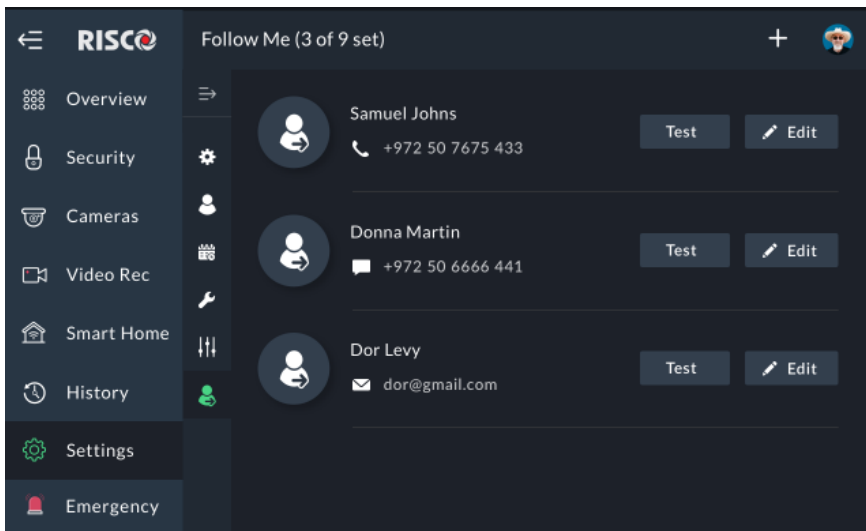 RISCO
Follow Me (3 of 9 set)
Overview
Security
Cameras
Video Rec
Smart Home
History
Settings
Emergency
Samuel Johns
+972 50 7675 433
Test
Edit
Donna Martin
+972 50 6666 441
Test
Edit
Dor Levy
dor@gmail.com
Test
Edit